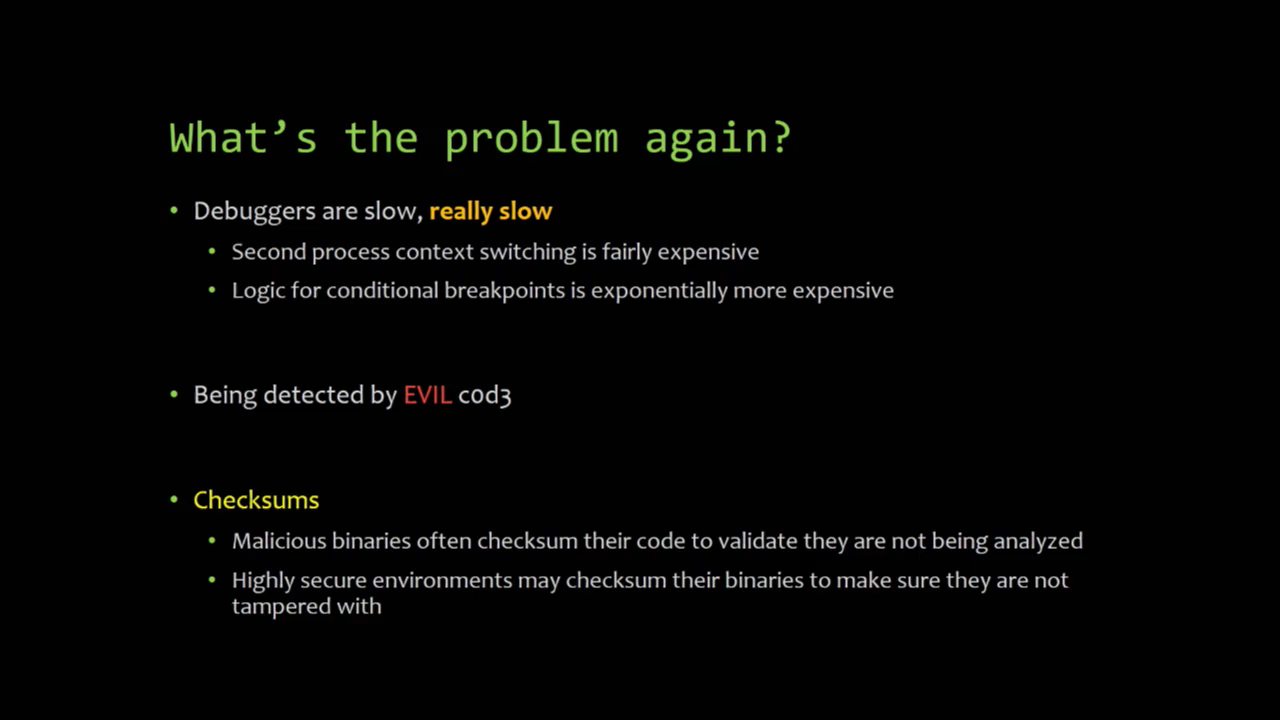 What’s the problem again?
• Debuggers are slow, really slow
• Second process context switching is fairly expensive
• Logic for conditional breakpoints is exponentially more expensive
• Being detected by EVIL c0d3
• Checksums
• Malicious binaries often checksum their code to validate they are not being analyzed
• Highly secure environments may checksum their binaries to make sure they are not
tampered with